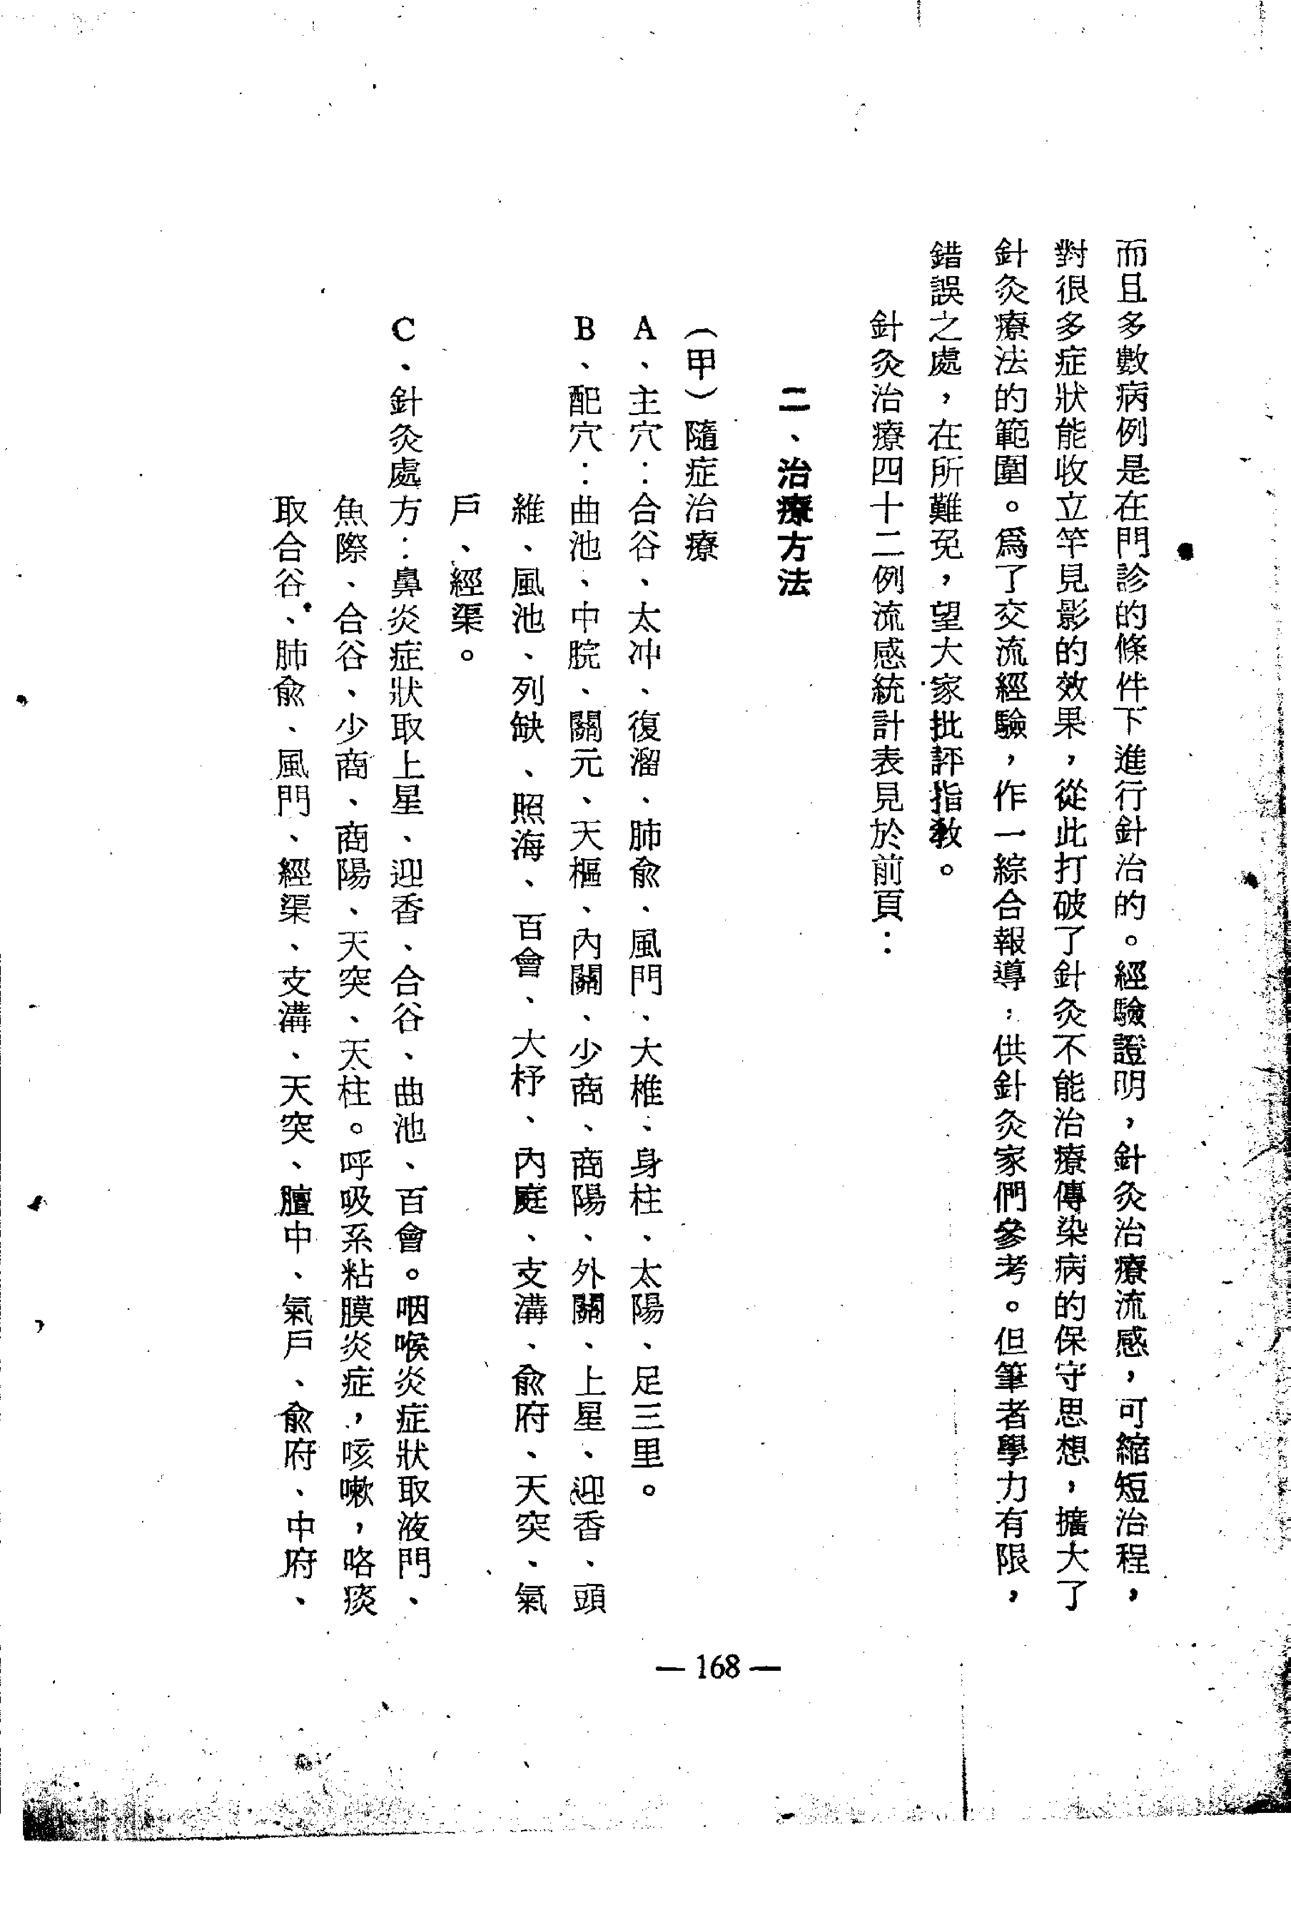 而且多數病例是在門診的條件下進行針治的。經驗證明，針灸治療流感，可縮短治程，
對很多症狀能收立竿見影的效果，從此打破了針灸不能治療傳染病的保守思想，擴大了
針灸療法的範圍。爲了交流經驗，作一綜合報導，供針灸家們參考。但筆者學力有限，
錯誤之處，在所難免，望大家批評指教。
針灸治療四十二例流感統計表見於前頁：
二、治療方法
（甲）隨症治療
A、主穴：合谷、太冲、復溜、肺兪、風門、大椎、身柱、太陽、足三里。
B、配穴：曲池、中脘、關元、天樞、內關、少商、商陽、外關、上星、迎香、頭
維、風池、列缺、照海、百會、大杼、內庭、支溝、兪府、天突、氣
戶、經渠。
C、針灸處方：鼻炎症狀取上星、迎香、合谷、曲池、百會。咽喉炎症狀取液門、
魚際、合谷、少商、商陽、天突、天柱。呼吸系粘膜炎症，咳嗽，咯痰
取合谷、肺兪、風門、經渠、支溝、天突、膻中、氣戶、兪府、中府、
— 168 —